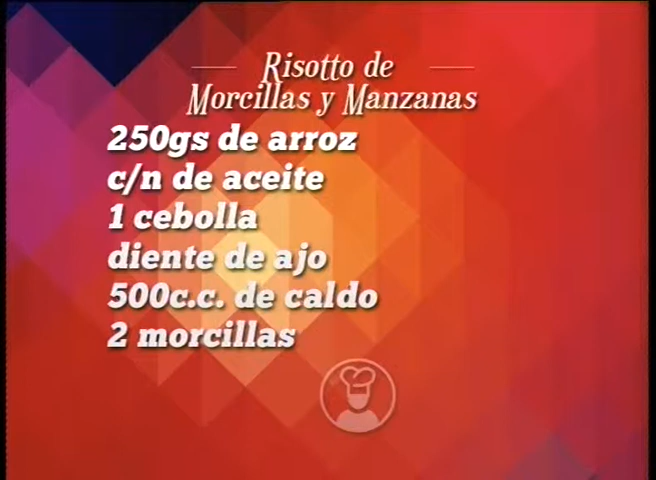 Risotto de
Morcillas y Manzanas
250gs de arroz
c/n de aceite
1 cebolla
diente de ajo
500c.c. de caldo
2 morcillas